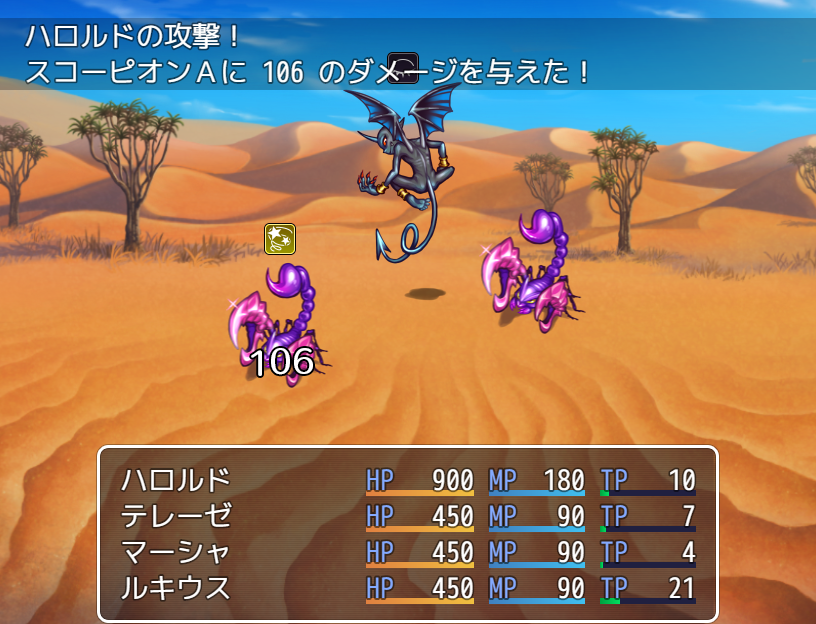 ハロルドの攻撃！
スコーピオンＡに 106 のダメージを与えた！
106
ハロルド HP 900 MP 180 TP 10
テレーゼ HP 450 MP 90 TP 7
マーシャ HP 450 MP 90 TP 4
ルキウス HP 450 MP 90 TP 21